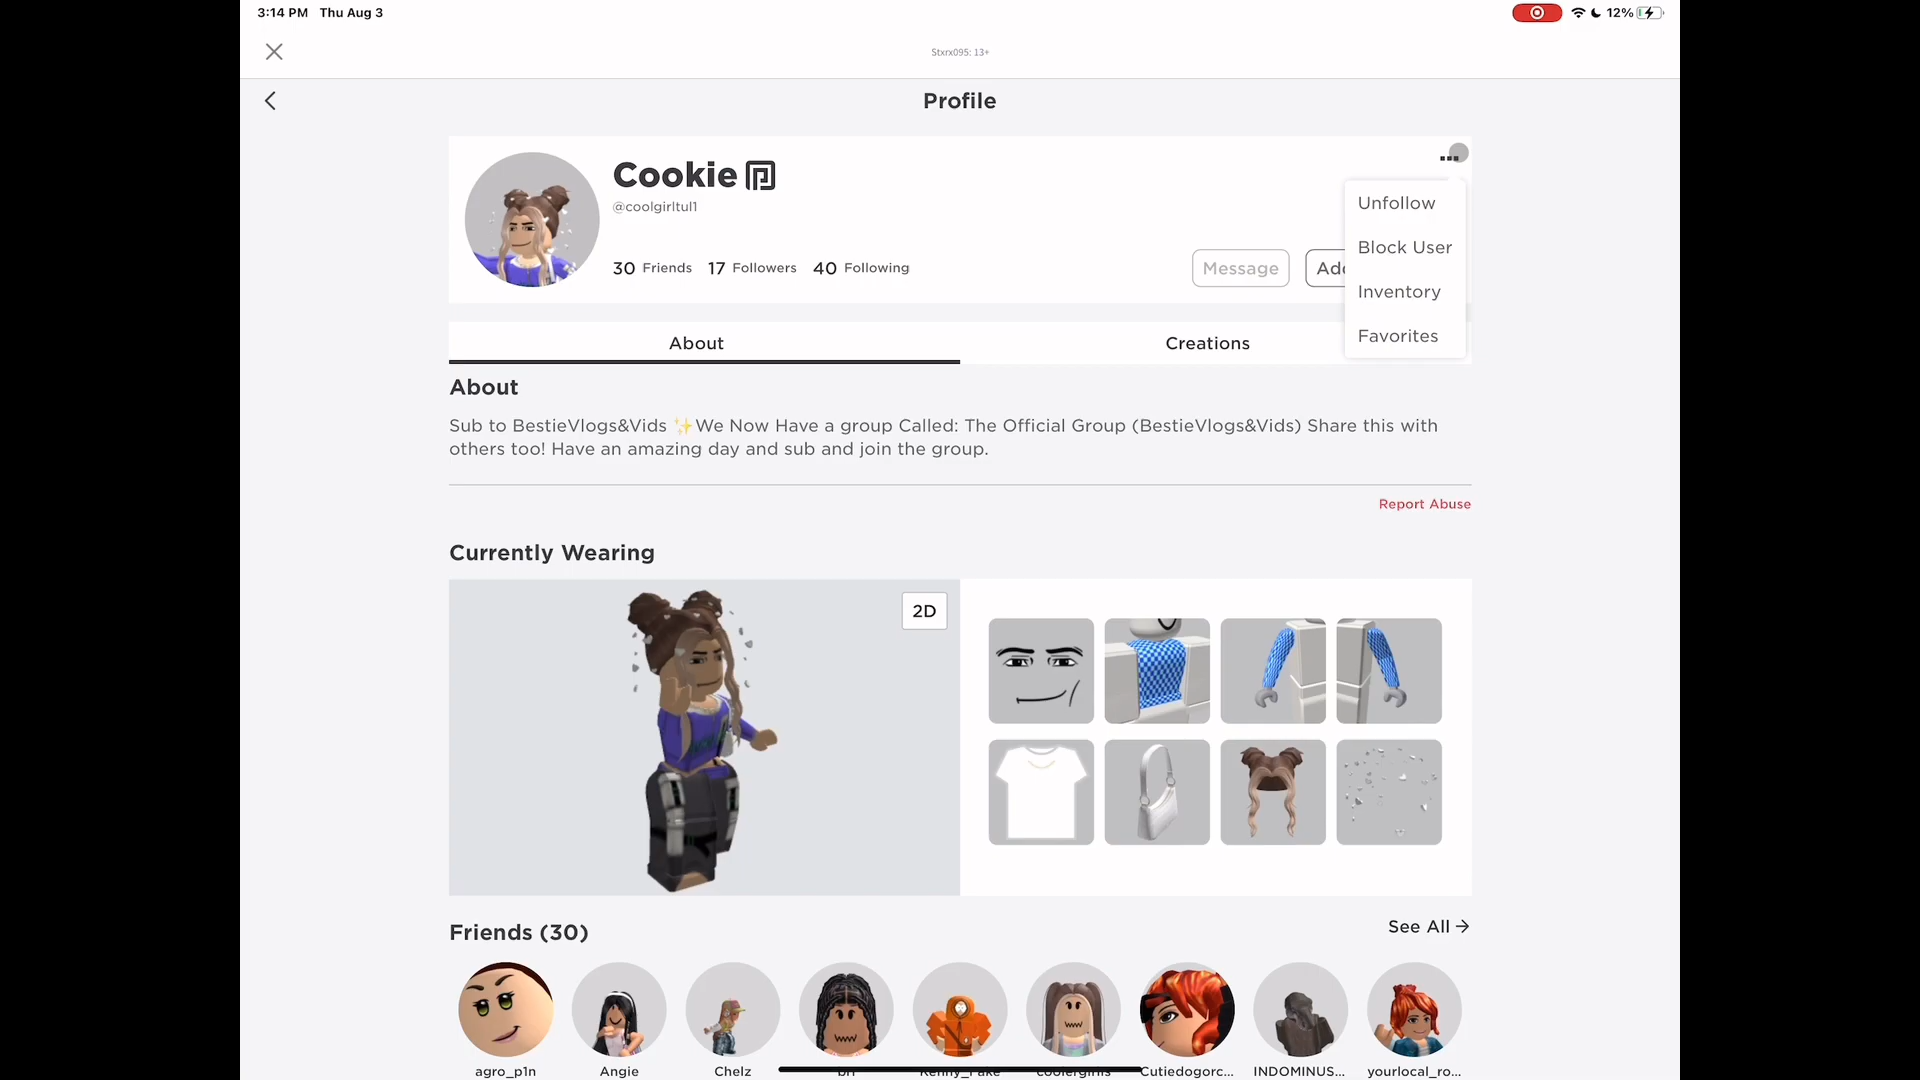 3:14 PM Thu Aug 3
12%
Stxrx095: 13+
Profile
Cookie
@coolgirltul1
30 Friends 17 Followers 40 Following
Message
Unfollow
Block User
Inventory
Favorites
About
Creations
About
Sub to BestieVlogs&Vids ✨We Now Have a group Called: The Official Group (BestieVlogs&Vids) Share this with
others too! Have an amazing day and sub and join the group.
Report Abuse
Currently Wearing
2D
Friends (30)
See All
agro_p1n
Angie
Chelz
Cutiedogorc...
INDOMINUS...
yourlocal_ro...